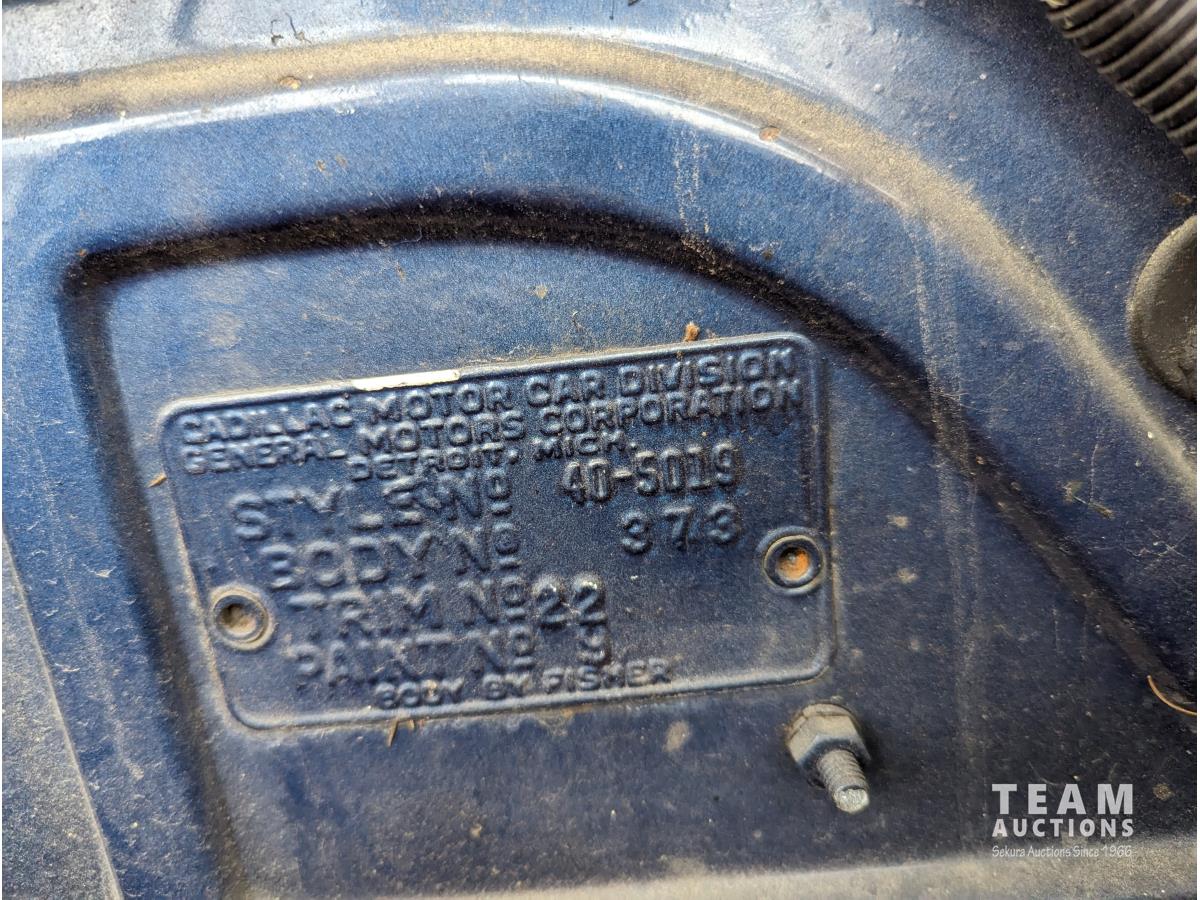 CADILLAC MOTOR CAR DIVISION
GENERAL MOTORS CORPORATION
DETROIT, MICH.
STYLE No 40-5019
BODY No 373
TRIM No 22
PAINT No 9
BODY BY FISHER
TEAM
AUCTIONS
Sekura Auctions Since 1966